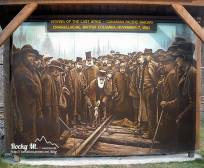 DRIVING OF THE LAST SPIKE - CANADIAN PACIFIC RAILWAY
CRAIGELLACHIE, BRITISH COLUMBIA NOVEMBER 7, 1885
Rocky Mt.